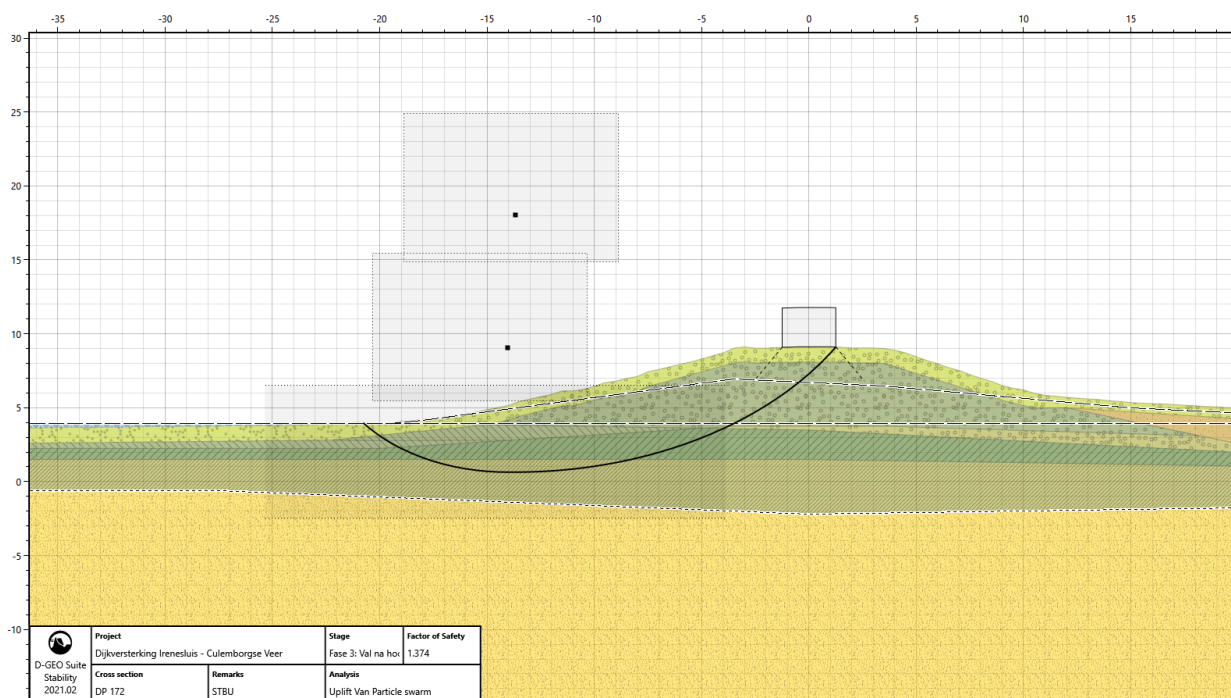 -35 -30 -25 -20 -15 -10 -5 0 5 10 15
30
25
20
15
10
5
0
-5
-10
D-GEO Suite
Stability
2021.02
Project
Dijkversterking Irenesluis - Culemborgse Veer
Stage
Fase 3: Val na hoc
Factor of Safety
1.374
Cross section
DP 172
Remarks
STBU
Analysis
Uplift Van Particle swarm